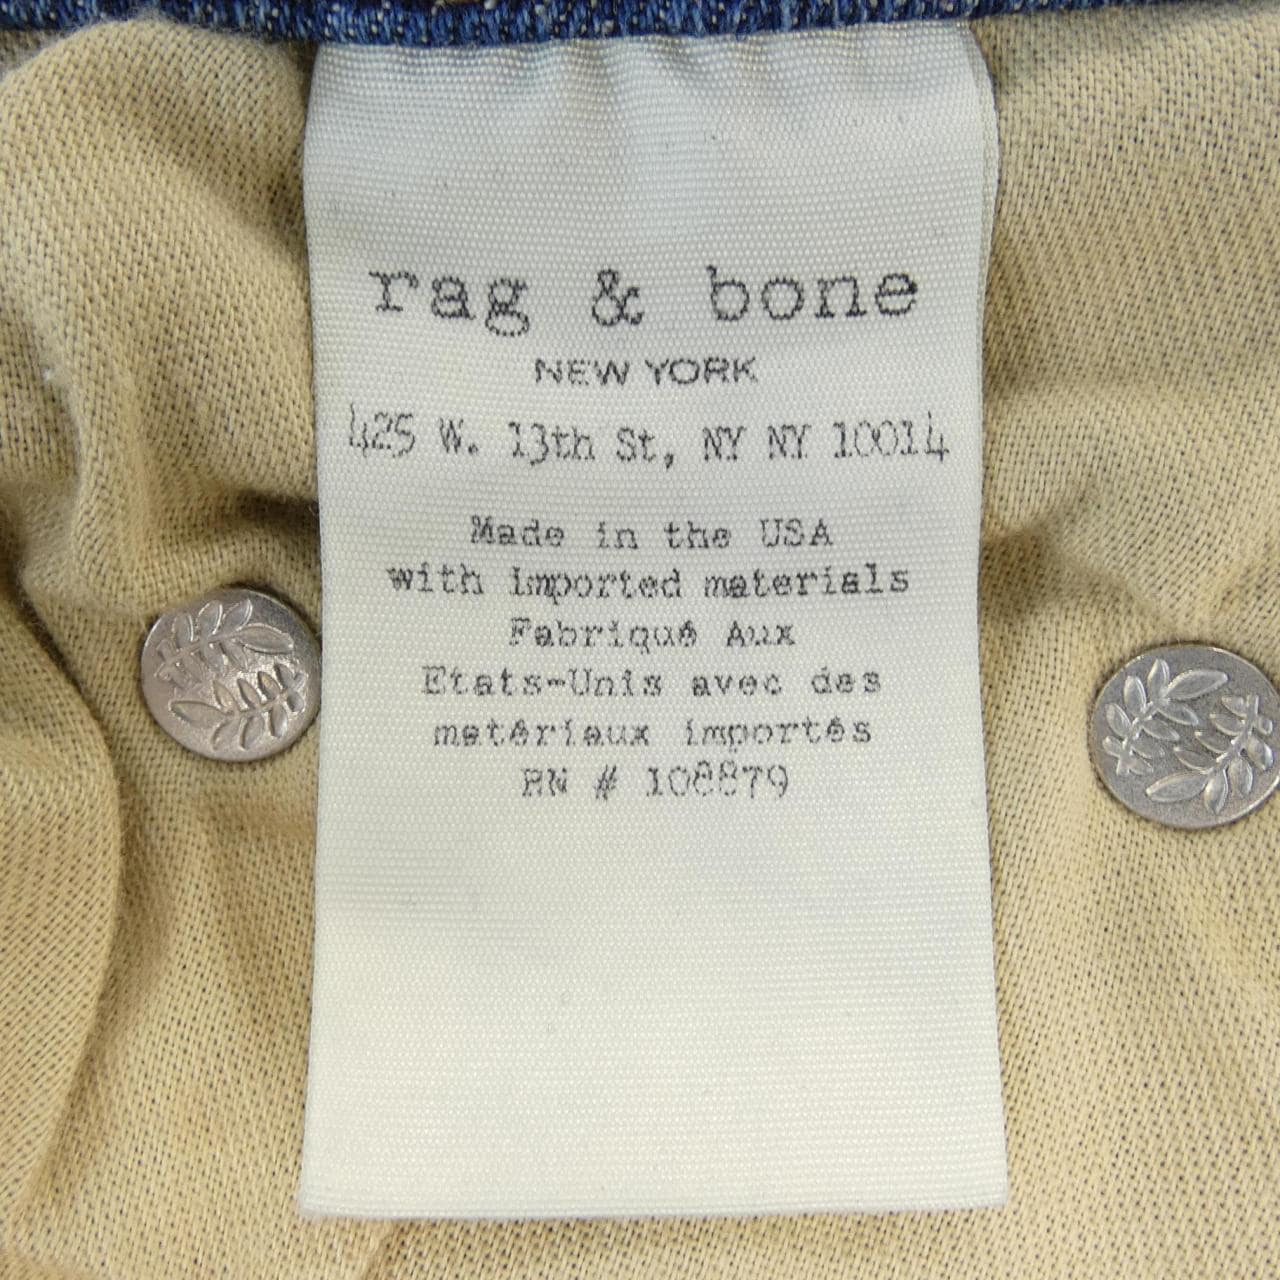 rag & bone
NEW YORK
425 W. 13th St, NY NY 10014
Made in the USA
with imported materials
Fabriqué Aux
Etats-Unis avec des
matériaux importés
RN # 108879